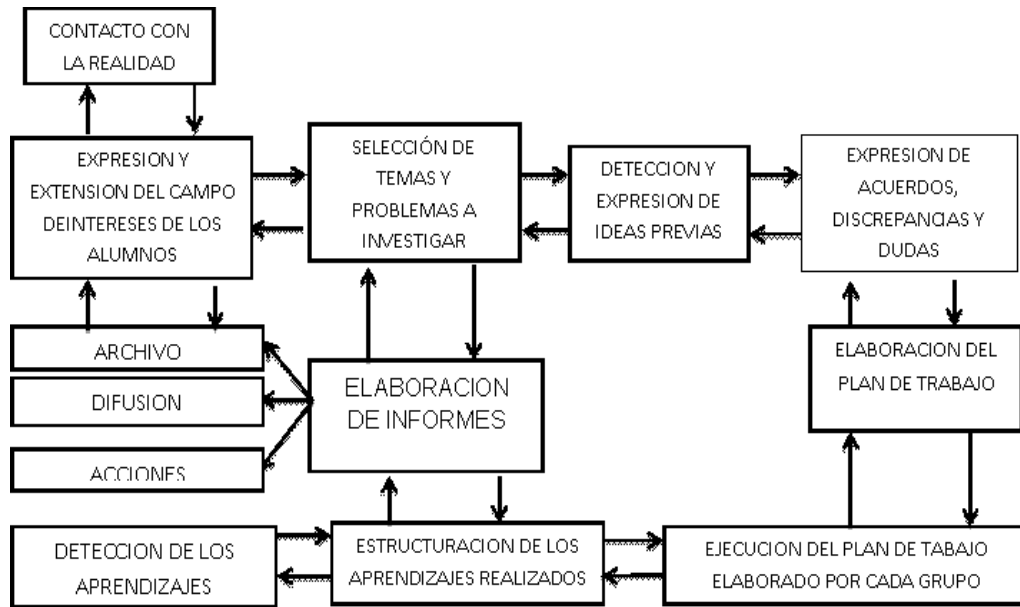 CONTACTO CON
LA REALIDAD
EXPRESION Y
EXTENSION DEL CAMPO
DEINTERESES DE LOS
ALUMNOS
SELECCIÓN DE
TEMAS Y
PROBLEMAS A
INVESTIGAR
DETECCION Y
EXPRESION DE
IDEAS PREVIAS
EXPRESION DE
ACUERDOS,
DISCREPANCIAS Y
DUDAS
ARCHIVO
DIFUSION
ACCIONES
ELABORACION
DE INFORMES
ELABORACION DEL
PLAN DE TRABAJO
DETECCION DE LOS
APRENDIZAJES
ESTRUCTURACION DE LOS
APRENDIZAJES REALIZADOS
EJECUCION DEL PLAN DE TABAJO
ELABORADO POR CADA GRUPO